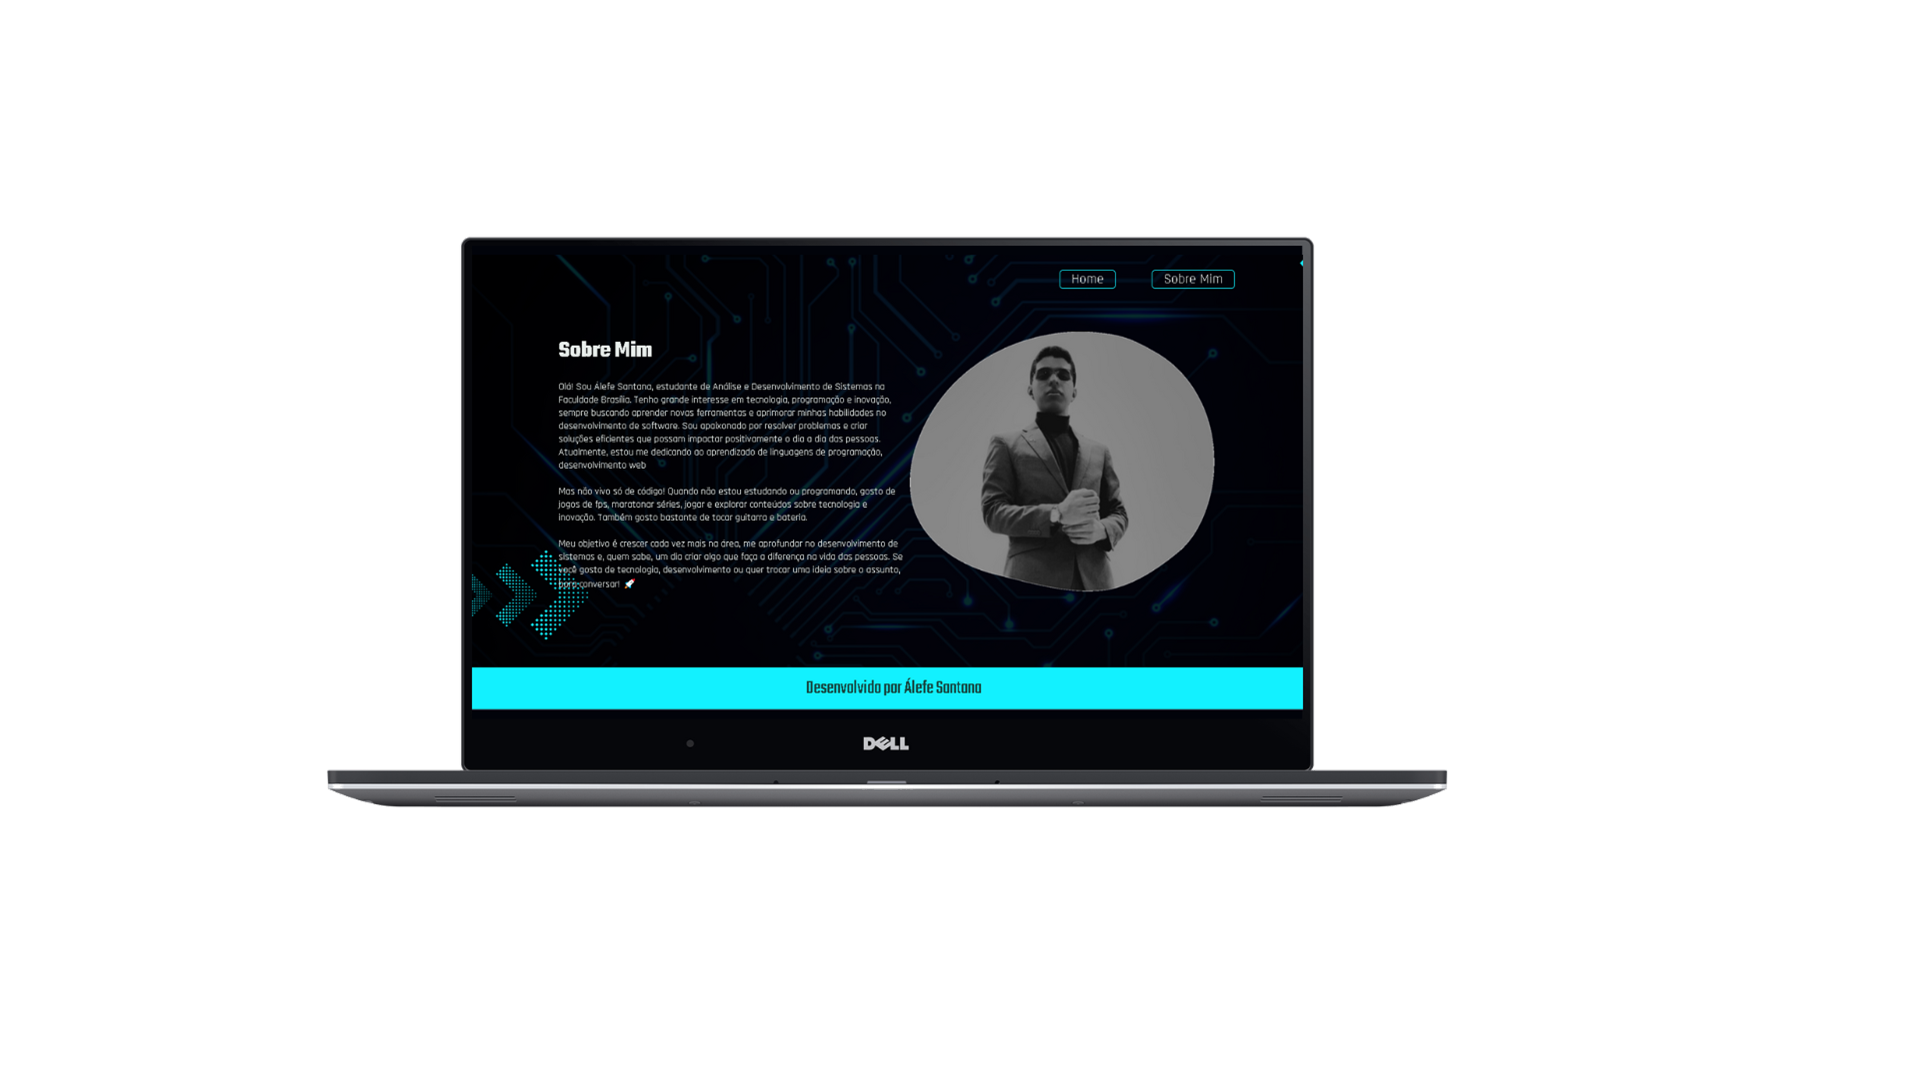 Home
Sobre Mim
Sobre Mim
Olá! Sou Álefe Santana, estudante de Análise e Desenvolvimento de Sistemas na
Faculdade Brasília. Tenho grande interesse em tecnologia, programação e inovação,
sempre buscando aprender novas ferramentas e aprimorar minhas habilidades no
desenvolvimento de software. Sou apaixonado por resolver problemas e criar
soluções eficientes que possam impactar positivamente o dia a dia das pessoas.
Atualmente, estou me dedicando ao aprendizado de linguagens de programação,
desenvolvimento web
Mas não vivo só de código! Quando não estou estudando ou programando, gosto de
jogos de fps, maratonar séries, jogar e explorar conteúdos sobre tecnologia e
inovação. Também gosto bastante de tocar guitarra e bateria.
Meu objetivo é crescer cada vez mais na área, me aprofundar no desenvolvimento de
sistemas e, quem sabe, um dia criar algo que faça a diferença na vida das pessoas. Se
você gosta de tecnologia, desenvolvimento ou quer trocar uma ideia sobre o assunto,
bora conversar! 🚀
Desenvolvido por Álefe Santana
DELL